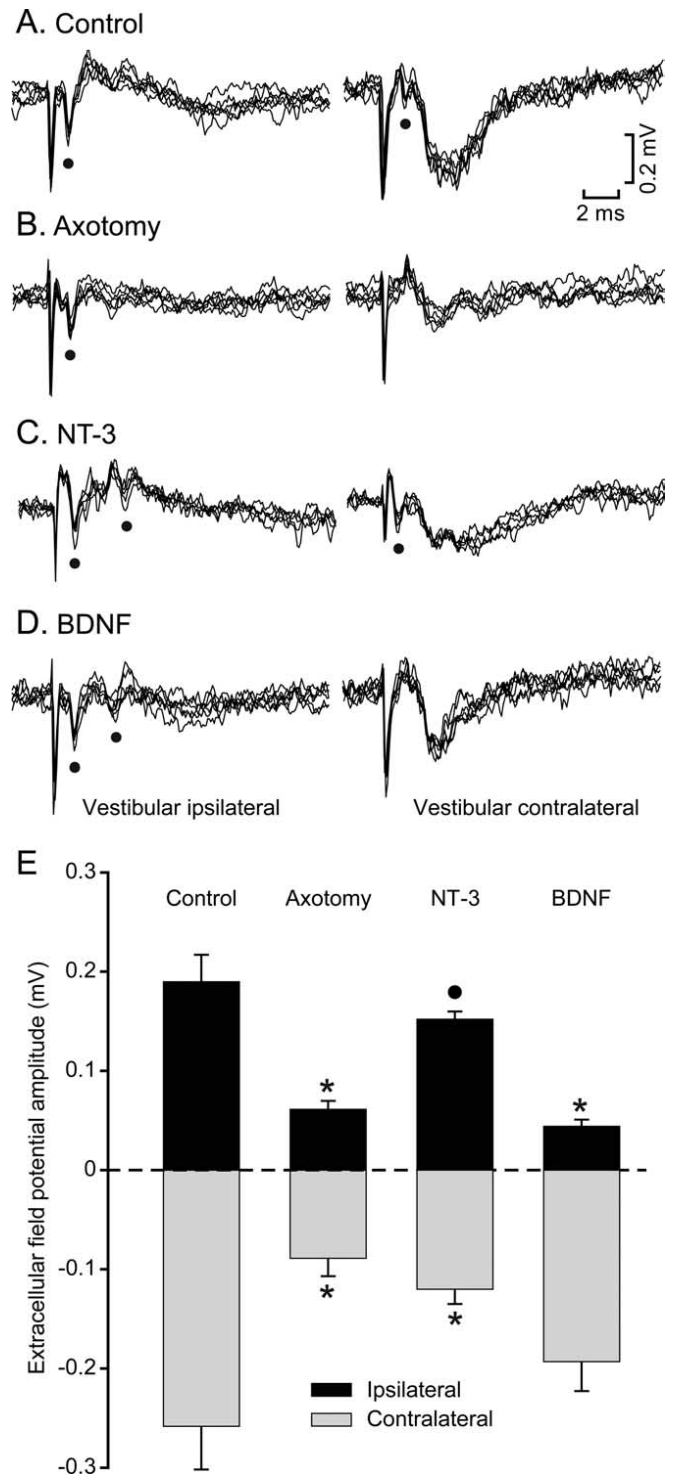 A. Control
0.2 mV
2 ms
B. Axotomy
C. NT-3
D. BDNF
Vestibular ipsilateral
Vestibular contralateral
E
Extracellular field potential amplitude (mV)
0.3
0.2
0.1
0
-0.1
-0.2
-0.3
Control
Axotomy
NT-3
BDNF
*
*
*
*
Ipsilateral
Contralateral